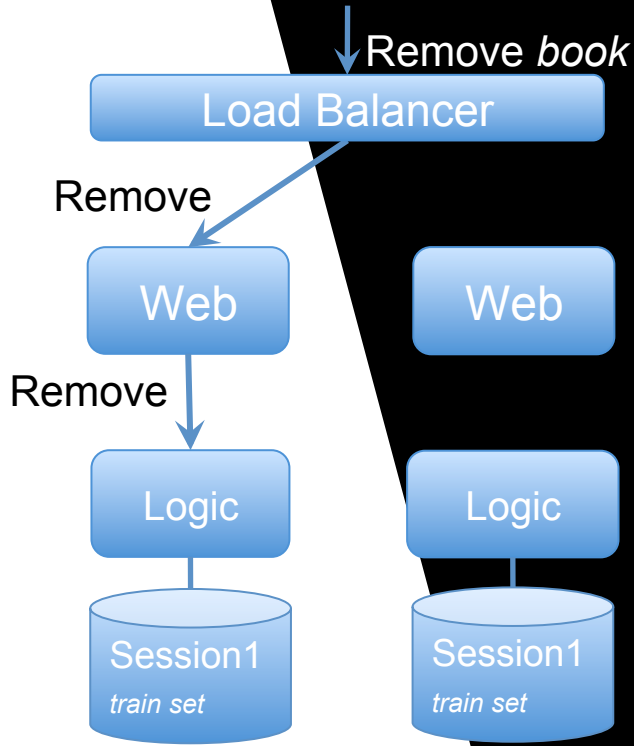 Remove book
Load Balancer
Remove
Web
Web
Remove
Logic
Logic
Session1
train set
Session1
train set